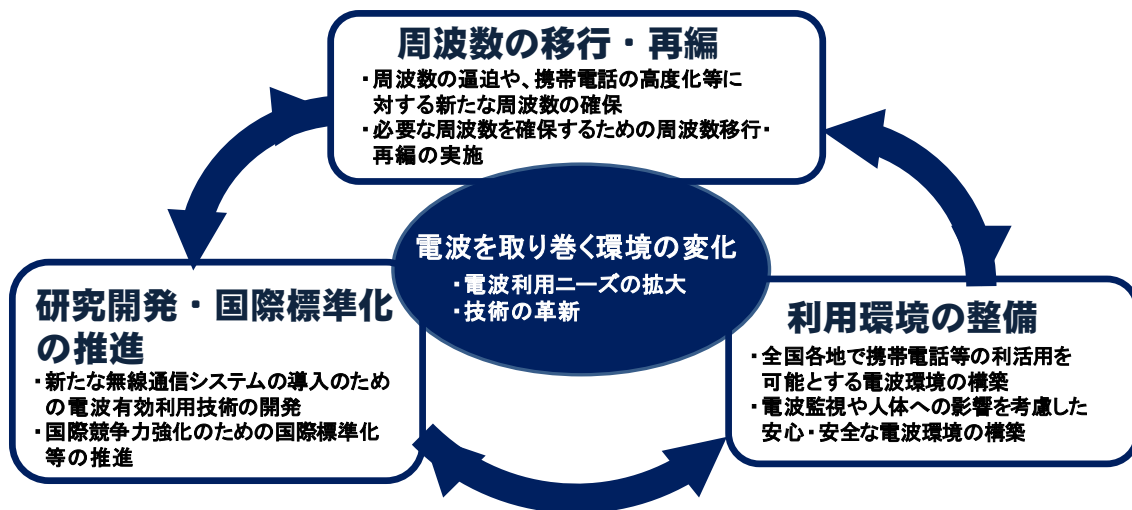 周波数の移行・再編
・周波数の逼迫や、携帯電話の高度化等に
対する新たな周波数の確保
・必要な周波数を確保するための周波数移行・
再編の実施
電波を取り巻く環境の変化
・電波利用ニーズの拡大
・技術の革新
研究開発・国際標準化
の推進
・新たな無線通信システムの導入のため
の電波有効利用技術の開発
・国際競争力強化のための国際標準化
等の推進
利用環境の整備
・全国各地で携帯電話等の利活用を
可能とする電波環境の構築
・電波監視や人体への影響を考慮した
安心・安全な電波環境の構築